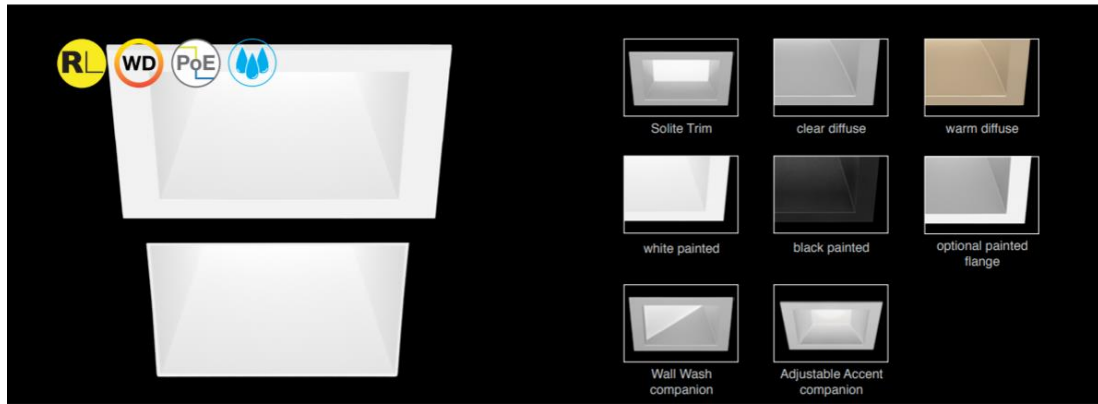 RL
WD
PoE
Solite Trim
clear diffuse
warm diffuse
white painted
black painted
optional painted
flange
Wall Wash
companion
Adjustable Accent
companion